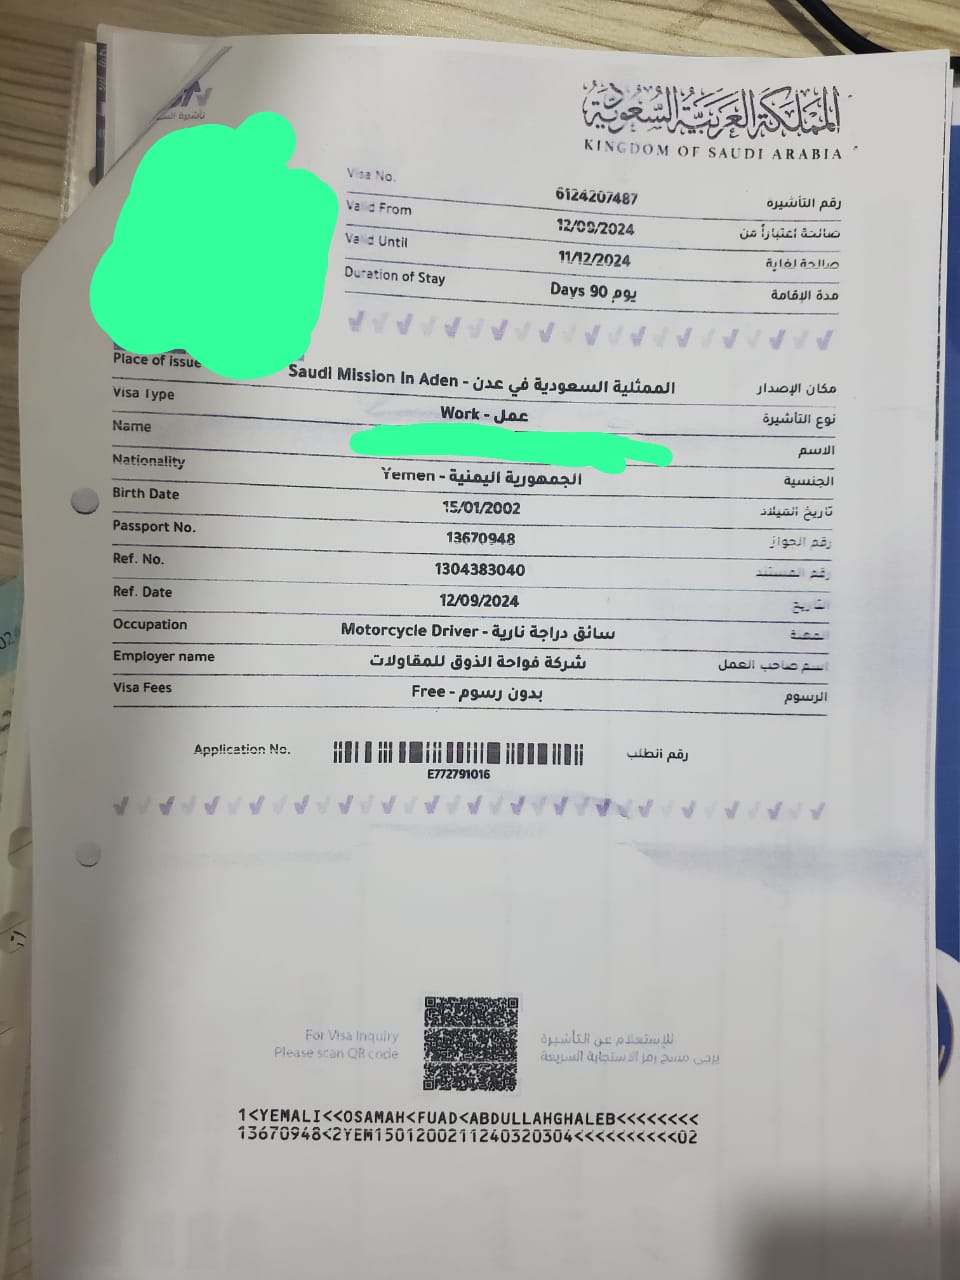 المملكة العربية السعودية
KINGDOM OF SAUDI ARABIA
تأشيرة
Visa No. 6124207487 رقم التأشيرة
Valid From 12/09/2024 صالحة اعتباراً من
Valid Until 11/12/2024 صالحة لغاية
Duration of Stay Days 90 يوم مدة الإقامة
Place of issue Saudi Mission In Aden - الممثلية السعودية في عدن مكان الإصدار
Visa Type Work - عمل نوع التأشيرة
Name الاسم
Nationality Yemen - الجمهورية اليمنية الجنسية
Birth Date 15/01/2002 تاريخ الميلاد
Passport No. 13670948 رقم الجواز
Ref. No. 1304383040 رقم المستند
Ref. Date 12/09/2024 التاريخ
Occupation Motorcycle Driver - سائق دراجة نارية المهنة
Employer name شركة فواحة الذوق للمقاولات اسم صاحب العمل
Visa Fees Free - بدون رسوم الرسوم
Application No. رقم الطلب
E772791016
For Visa Inquiry للإستعلام عن التأشيرة
Please scan QR code يرجى مسح رمز الاستجابة السريعة
1<YEMALI<<OSAMAH<FUAD<ABDULLAHGHALEB<<<<<<<<
13670948<2YEM1501200211240320304<<<<<<<<<<02